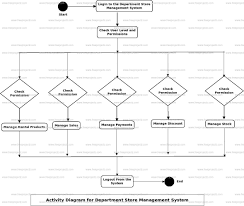 Login to the Department Store
Management System
Start
Check User Level and
Permissions
Check
Permission
Check
Permission
Check
Permission
Check
Permission
Check
Permission
Manage Rental Products
Manage Sales
Manage Payments
Manage Discount
Manage Stock
Logout From the
System
End
Activity Diagram for Department Store Management System